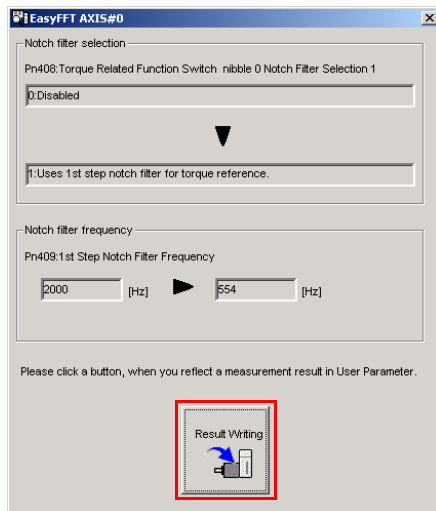 EasyFFT AXIS#0
Notch filter selection
Pn408:Torque Related Function Switch nibble 0 Notch Filter Selection 1
0:Disabled
1:Uses 1st step notch filter for torque reference.
Notch filter frequency
Pn409:1st Step Notch Filter Frequency
2000 [Hz] 554 [Hz]
Please click a button, when you reflect a measurement result in User Parameter.
Result Writing